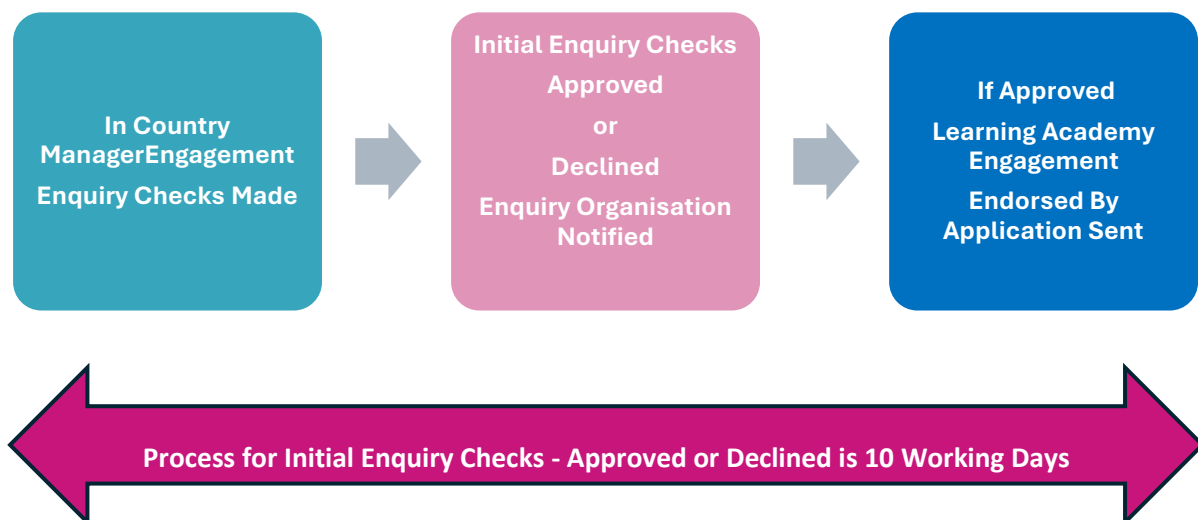 In Country
ManagerEngagement
Enquiry Checks Made
Initial Enquiry Checks
Approved
or
Declined
Enquiry Organisation
Notified
If Approved
Learning Academy
Engagement
Endorsed By
Application Sent
Process for Initial Enquiry Checks - Approved or Declined is 10 Working Days